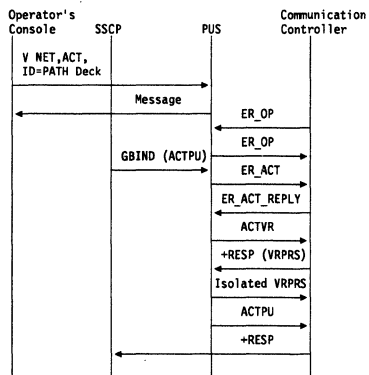 Operator's
Console
SSCP
PUS
Communication
Controller
V NET,ACT,
ID=PATH Deck
Message
ER_OP
ER_OP
GBIND (ACTPU)
ER_ACT
ER_ACT_REPLY
ACTVR
+RESP (VRPRS)
Isolated VRPRS
ACTPU
+RESP